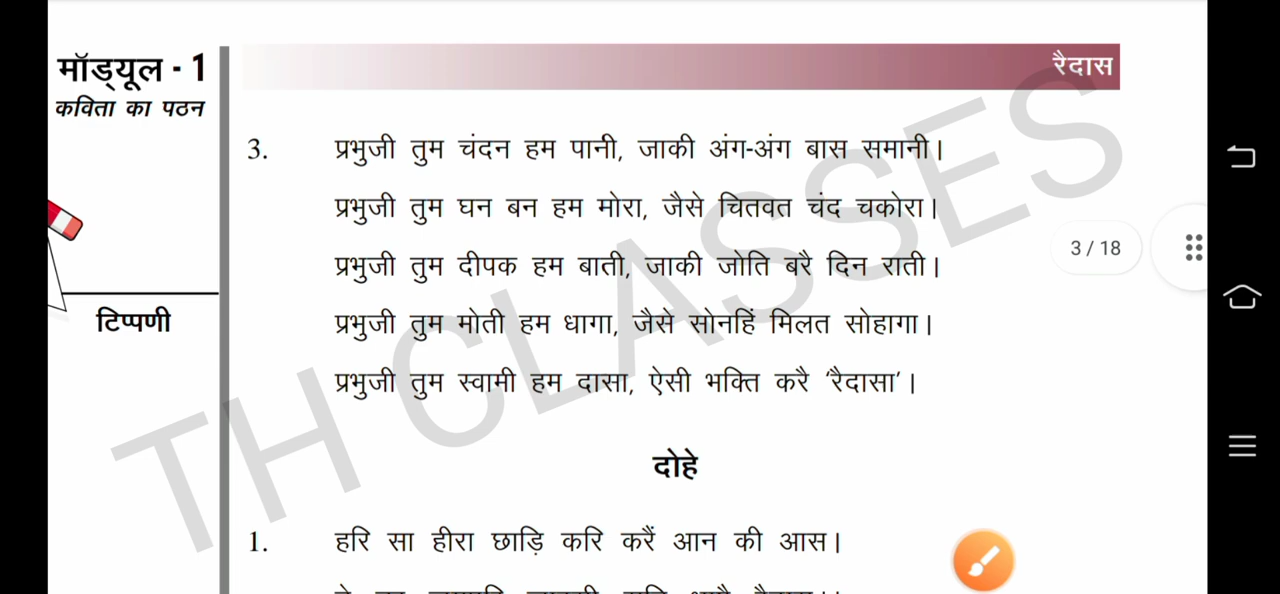 मॉड्यूल - 1
कविता का पठन
टिप्पणी
रैदास
3. प्रभुजी तुम चंदन हम पानी, जाकी अंग-अंग बास समानी।
प्रभुजी तुम घन बन हम मोरा, जैसे चितवत चंद चकोरा।
प्रभुजी तुम दीपक हम बाती, जाकी जोति बरै दिन राती।
प्रभुजी तुम मोती हम धागा, जैसे सोनहिं मिलत सोहागा।
प्रभुजी तुम स्वामी हम दासा, ऐसी भक्ति करै ‘रैदासा’।
दोहे
1. हरि सा हीरा छाड़ि करि करैं आन की आस।
TH CLASSES
3 / 18